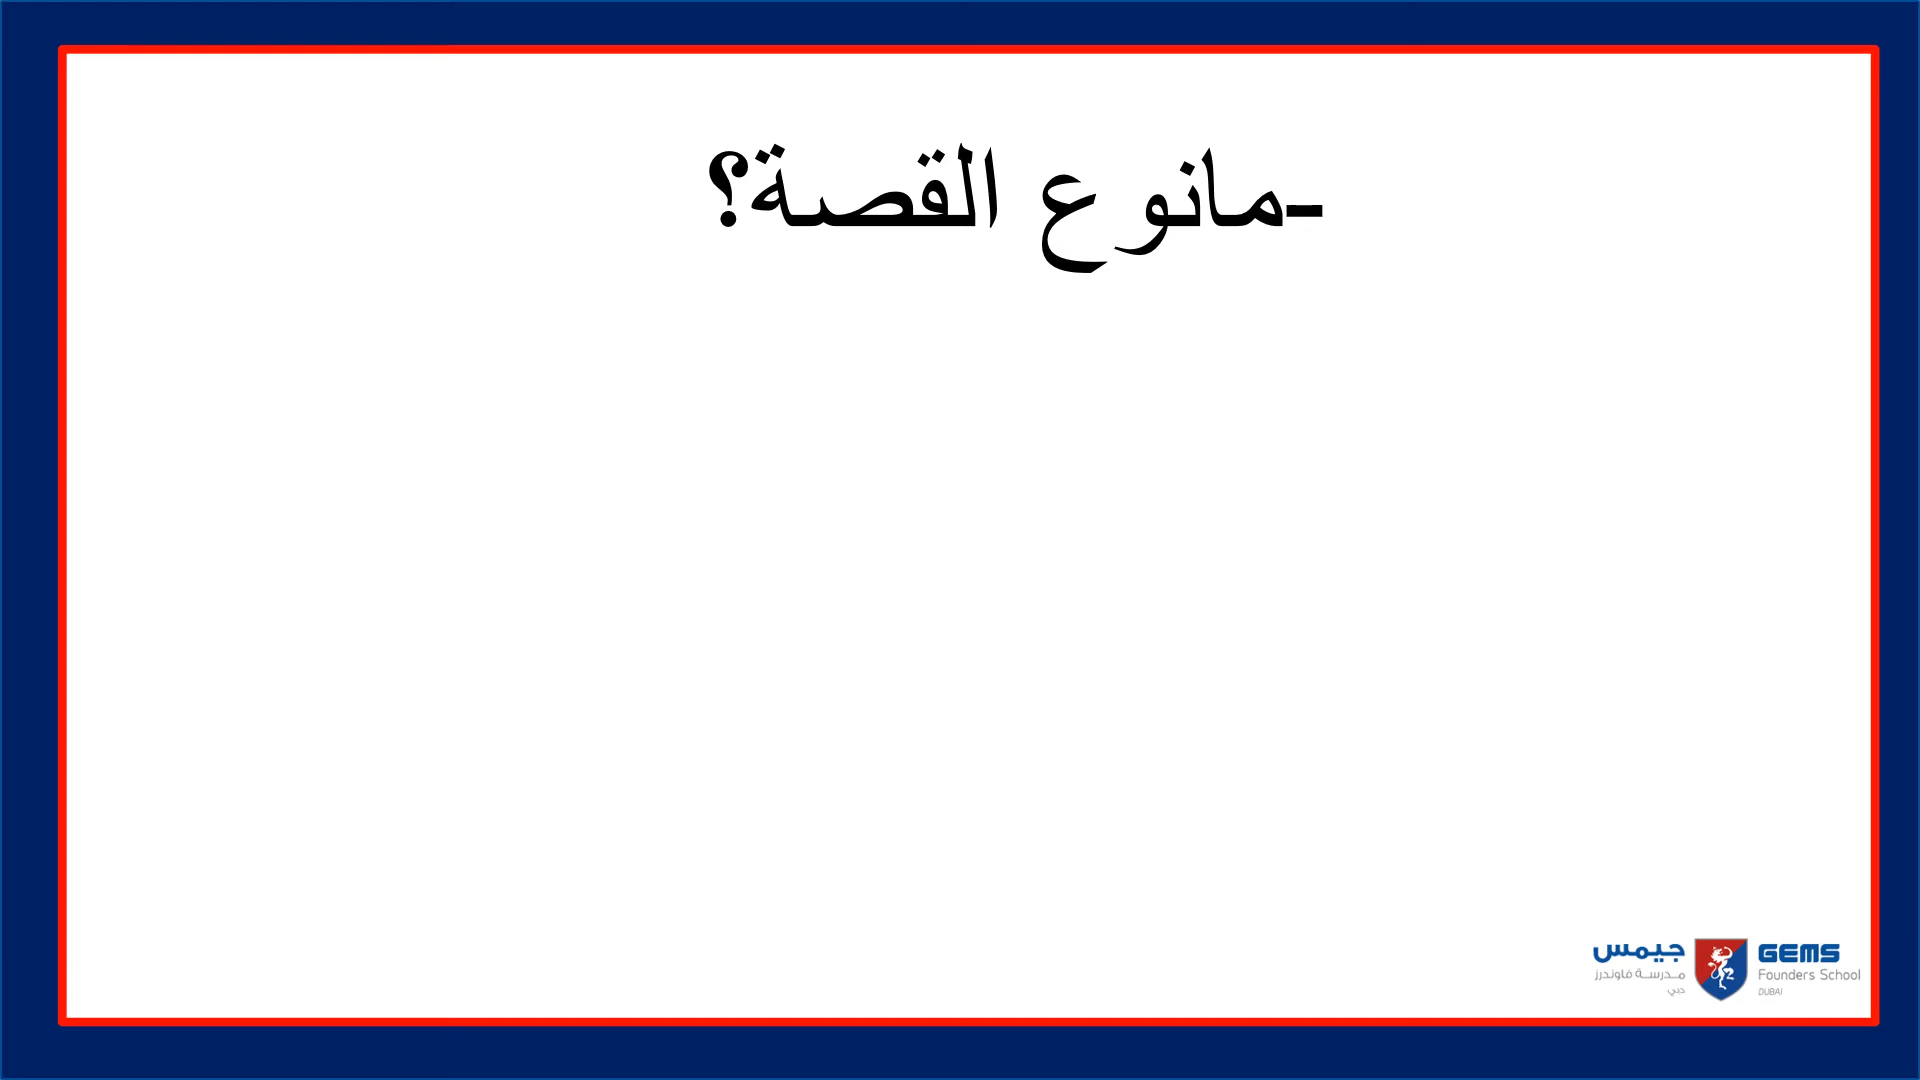 -مانوع القصة؟
جيمس
مدرسة فاوندرز
دبي
GEMS
Founders School
DUBAI